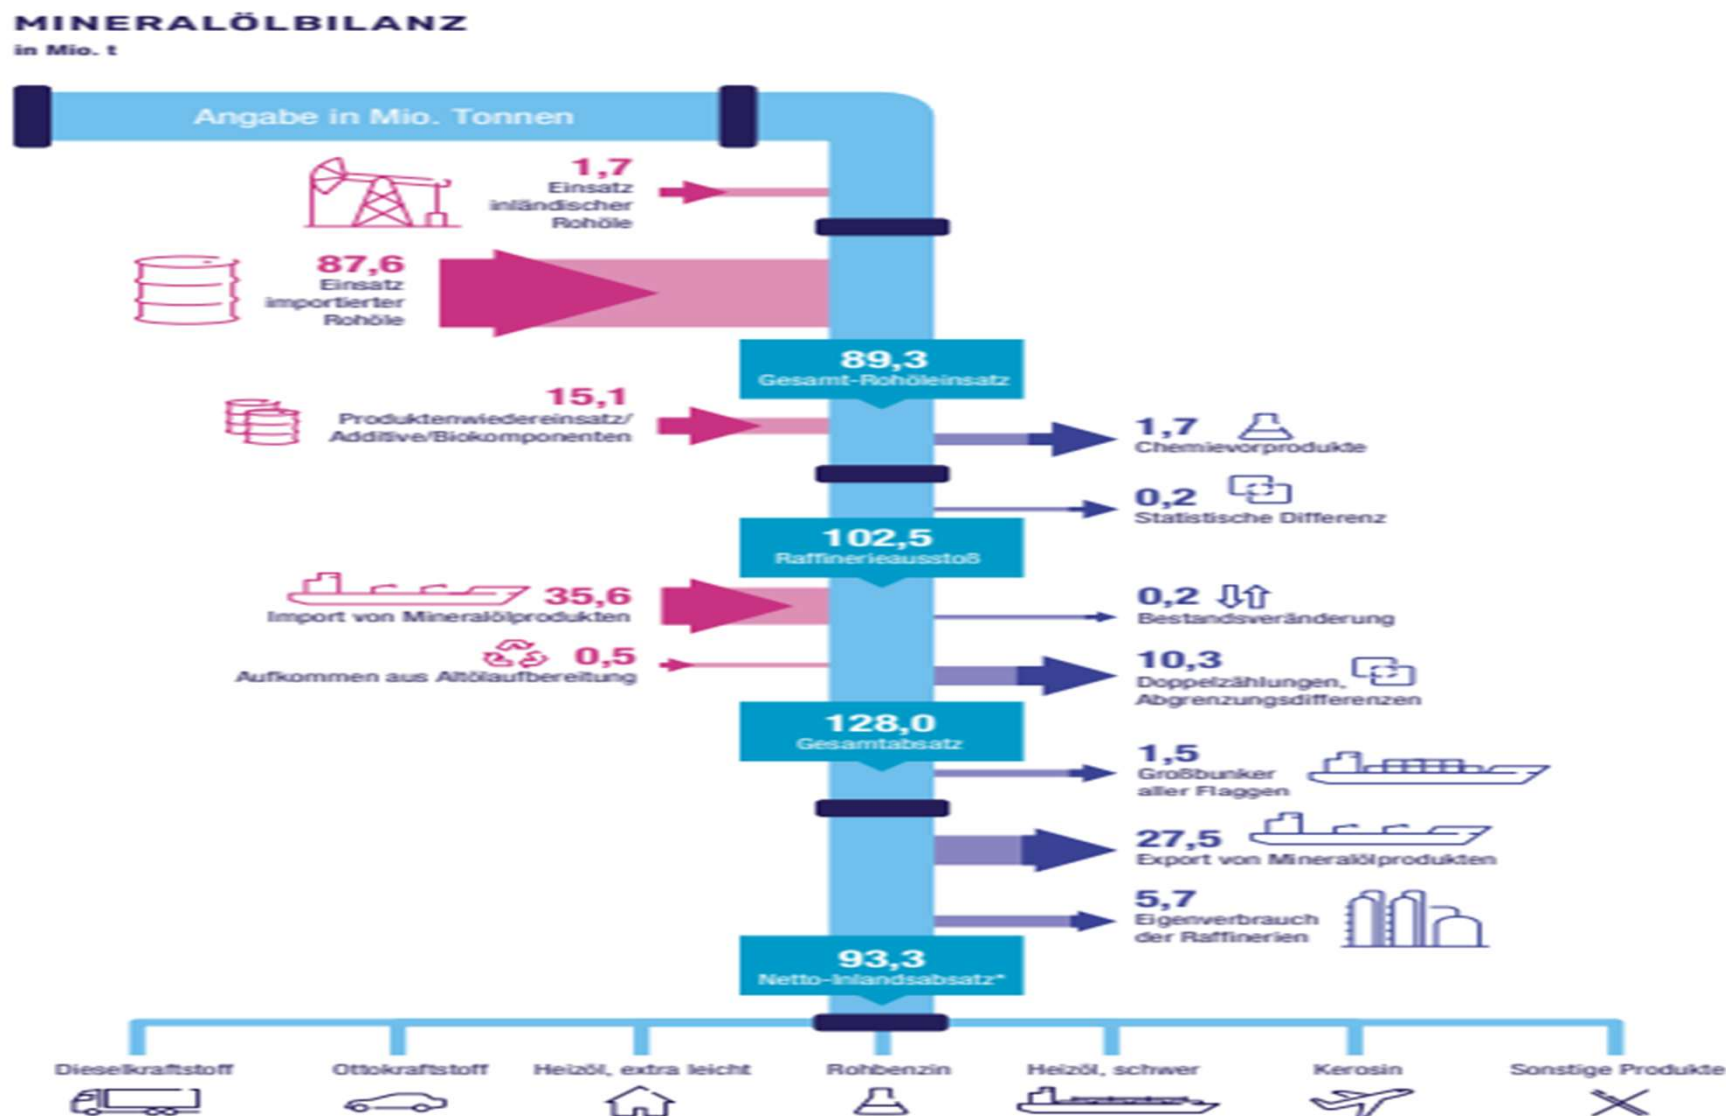 MINERALÖLBILANZ
in Mio. t
Angabe in Mio. Tonnen
1,7
Einsatz
inländischer
Rohöle
87,6
Einsatz
importierter
Rohöle
89,3
Gesamt-Rohöleinsatz
15,1
Produktenwiedereinsatz/
Additive/Biokomponenten
1,7
Chemievorprodukte
0,2
Statistische Differenz
102,5
Raffinerieausstoß
35,6
Import von Mineralölprodukten
0,2
Bestandsveränderung
0,5
Aufkommen aus Altölaufbereitung
10,3
Doppelzählungen,
Abgrenzungsdifferenzen
128,0
Gesamtabsatz
1,5
Großbunker
aller Flaggen
27,5
Export von Mineralölprodukten
5,7
Eigenverbrauch
der Raffinerien
93,3
Netto-Inlandsabsatz*
Dieselkraftstoff
Ottokraftstoff
Heizöl, extra leicht
Rohbenzin
Heizöl, schwer
Kerosin
Sonstige Produkte